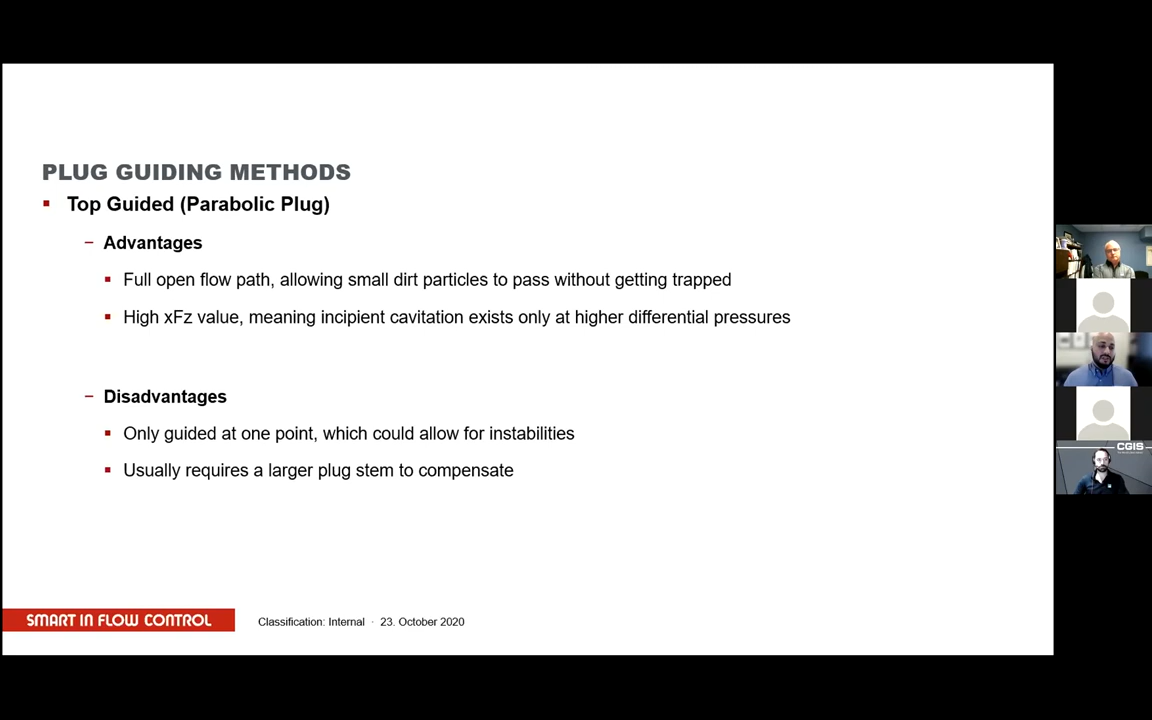 PLUG GUIDING METHODS
▪ Top Guided (Parabolic Plug)
– Advantages
▪ Full open flow path, allowing small dirt particles to pass without getting trapped
▪ High xFz value, meaning incipient cavitation exists only at higher differential pressures
– Disadvantages
▪ Only guided at one point, which could allow for instabilities
▪ Usually requires a larger plug stem to compensate
SMART IN FLOW CONTROL
Classification: Internal · 23. October 2020
CGIS